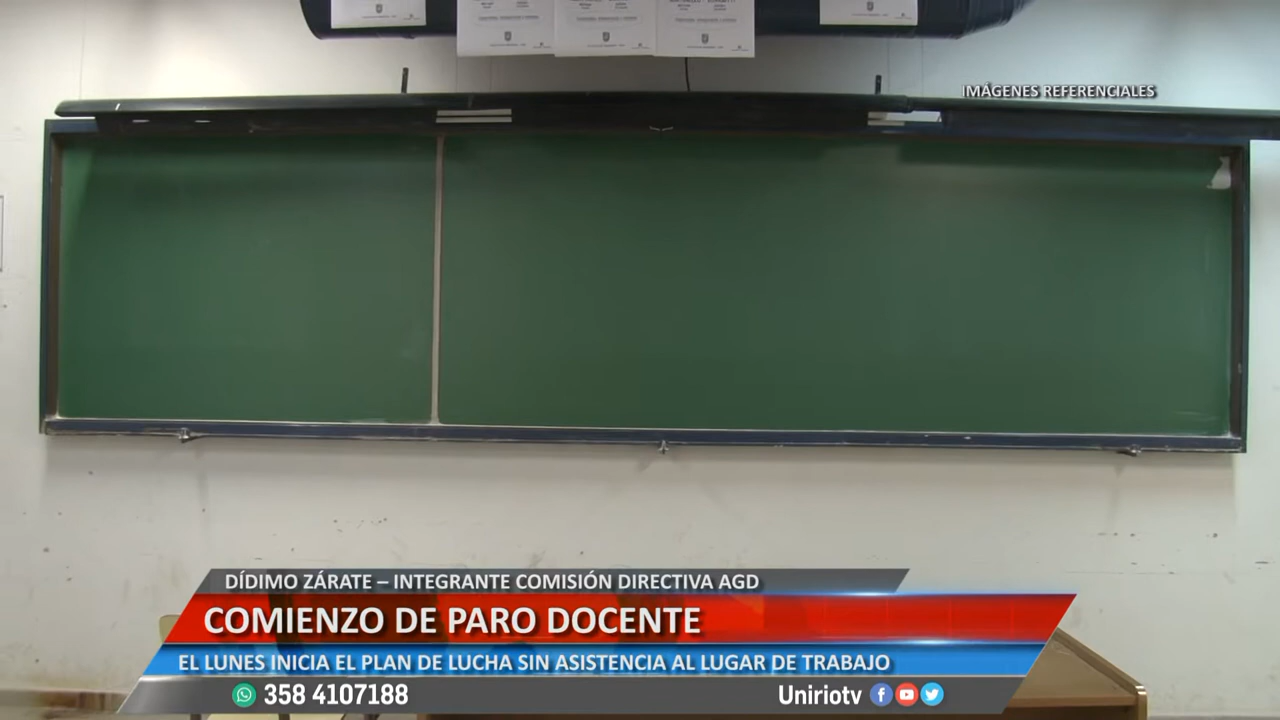 IMÁGENES REFERENCIALES
DÍDIMO ZÁRATE – INTEGRANTE COMISIÓN DIRECTIVA AGD
COMIENZO DE PARO DOCENTE
EL LUNES INICIA EL PLAN DE LUCHA SIN ASISTENCIA AL LUGAR DE TRABAJO
358 4107188
Uniriotv